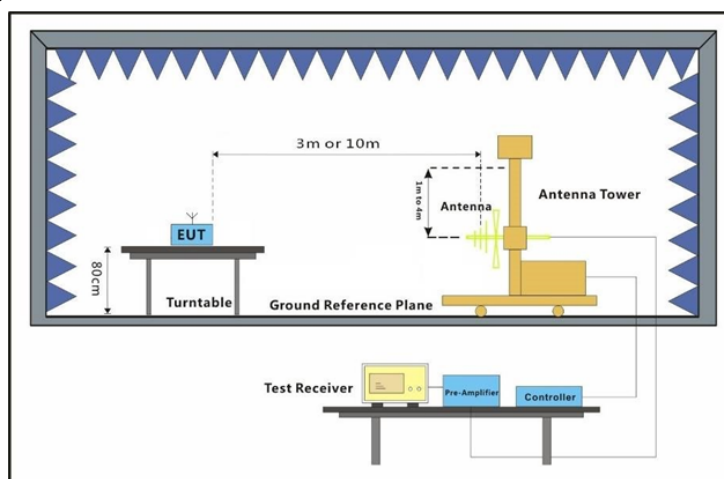 3m or 10m
1m to 4m
Antenna
Antenna Tower
EUT
80cm
Turntable
Ground Reference Plane
Test Receiver
Pre-Amplifier
Controller